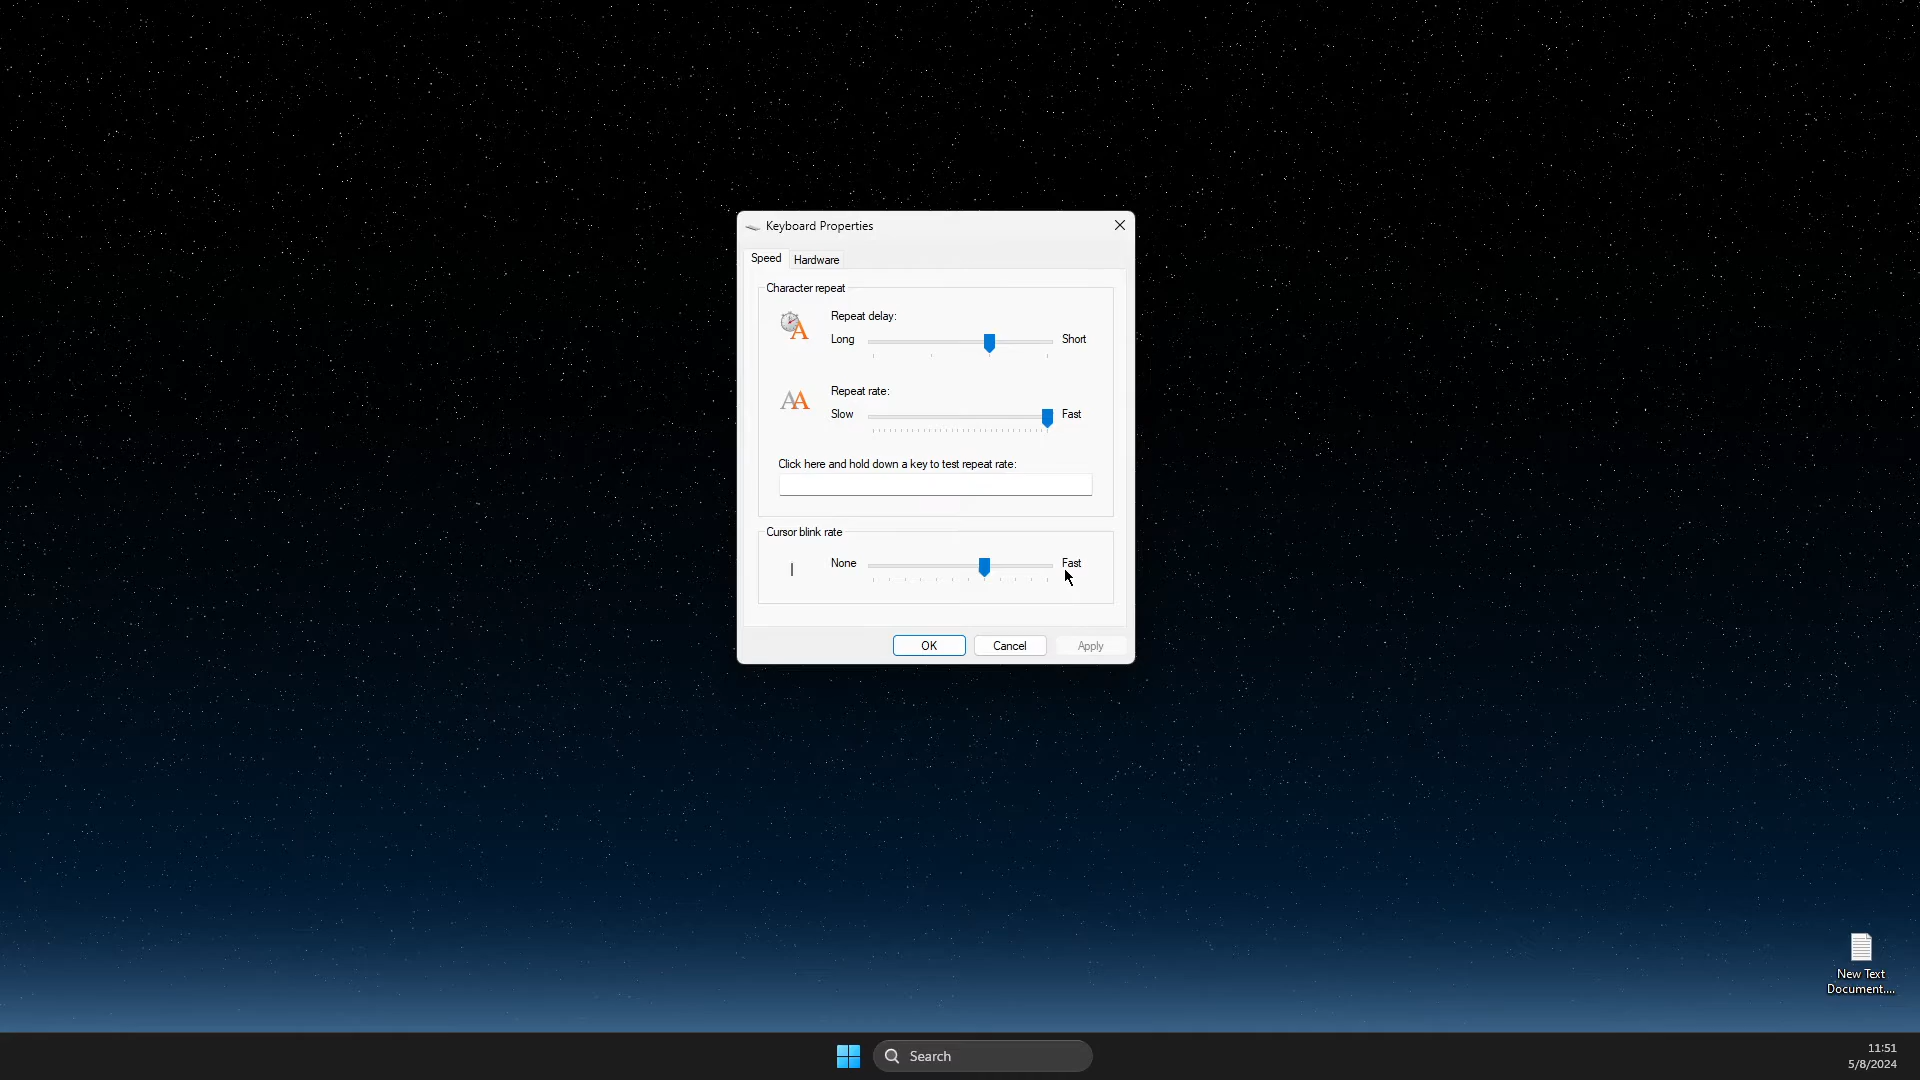 Keyboard Properties
Speed
Hardware
Character repeat
Repeat delay:
Long
Short
Repeat rate:
Slow
Fast
Click here and hold down a key to test repeat rate:
Cursor blink rate
None
Fast
OK
Cancel
Apply
New Text
Document....
Search
11:51
5/8/2024